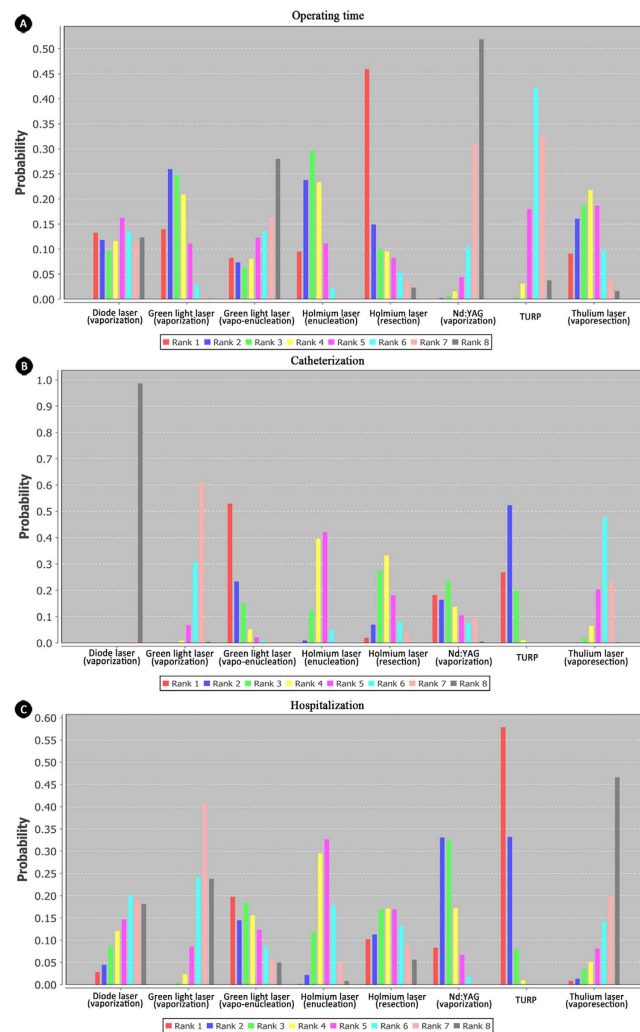 A Operating time
0.50
0.45
0.40
0.35
0.30
0.25
0.20
0.15
0.10
0.05
0.00
Probability
Diode laser Green light laser Green light laser Holmium laser Holmium laser Nd:YAG TURP Thulium laser
(vaporization) (vaporization) (vapo-enucleation) (enucleation) (resection) (vaporization) (vaporesection)
Rank 1 Rank 2 Rank 3 Rank 4 Rank 5 Rank 6 Rank 7 Rank 8
B Catheterization
1.0
0.9
0.8
0.7
0.6
0.5
0.4
0.3
0.2
0.1
0.0
Probability
Diode laser Green light laser Green light laser Holmium laser Holmium laser Nd:YAG TURP Thulium laser
(vaporization) (vaporization) (vapo-enucleation) (enucleation) (resection) (vaporization) (vaporesection)
Rank 1 Rank 2 Rank 3 Rank 4 Rank 5 Rank 6 Rank 7 Rank 8
C Hospitalization
0.60
0.55
0.50
0.45
0.40
0.35
0.30
0.25
0.20
0.15
0.10
0.05
0.00
Probability
Diode laser Green light laser Green light laser Holmium laser Holmium laser Nd:YAG TURP Thulium laser
(vaporization) (vaporization) (vapo-enucleation) (enucleation) (resection) (vaporization) (vaporesection)
Rank 1 Rank 2 Rank 3 Rank 4 Rank 5 Rank 6 Rank 7 Rank 8